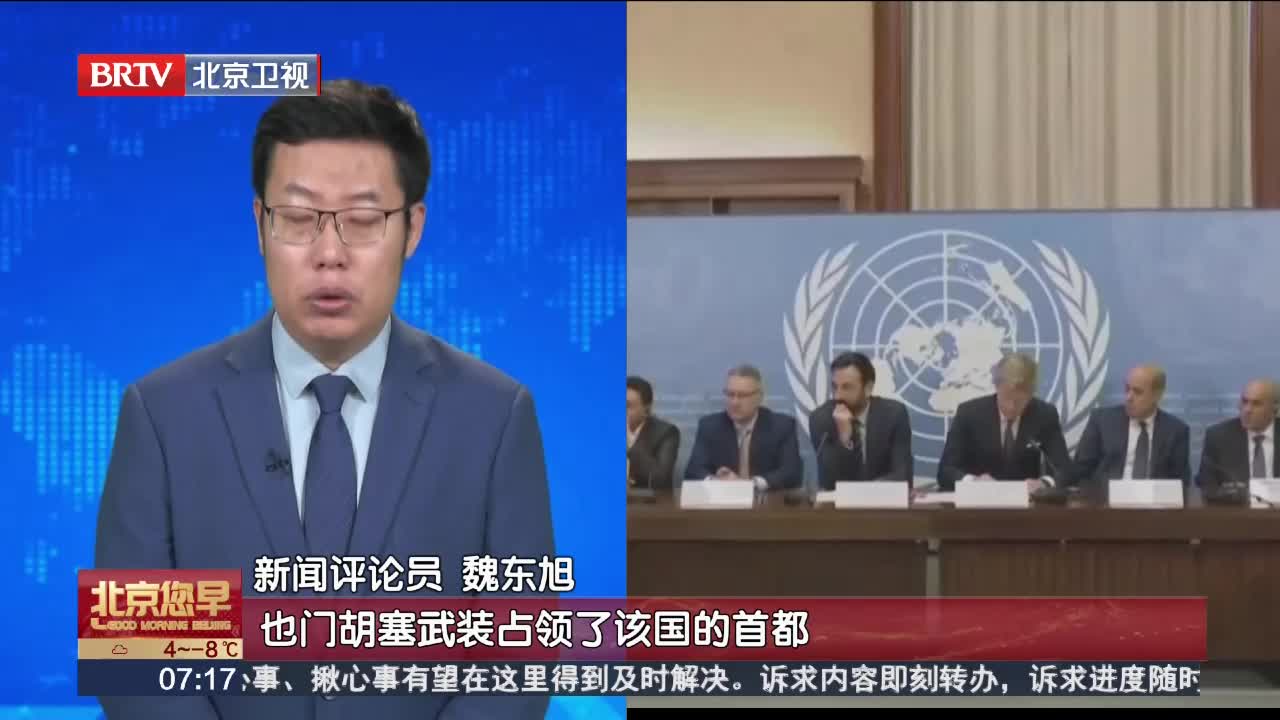 BRTV 北京卫视
新闻评论员 魏东旭
北京您早
GOOD MORNING BEIJING
也门胡塞武装占领了该国的首都
4~-8℃
07:17
事、揪心事有望在这里得到及时解决。诉求内容即刻转办，诉求进度随时